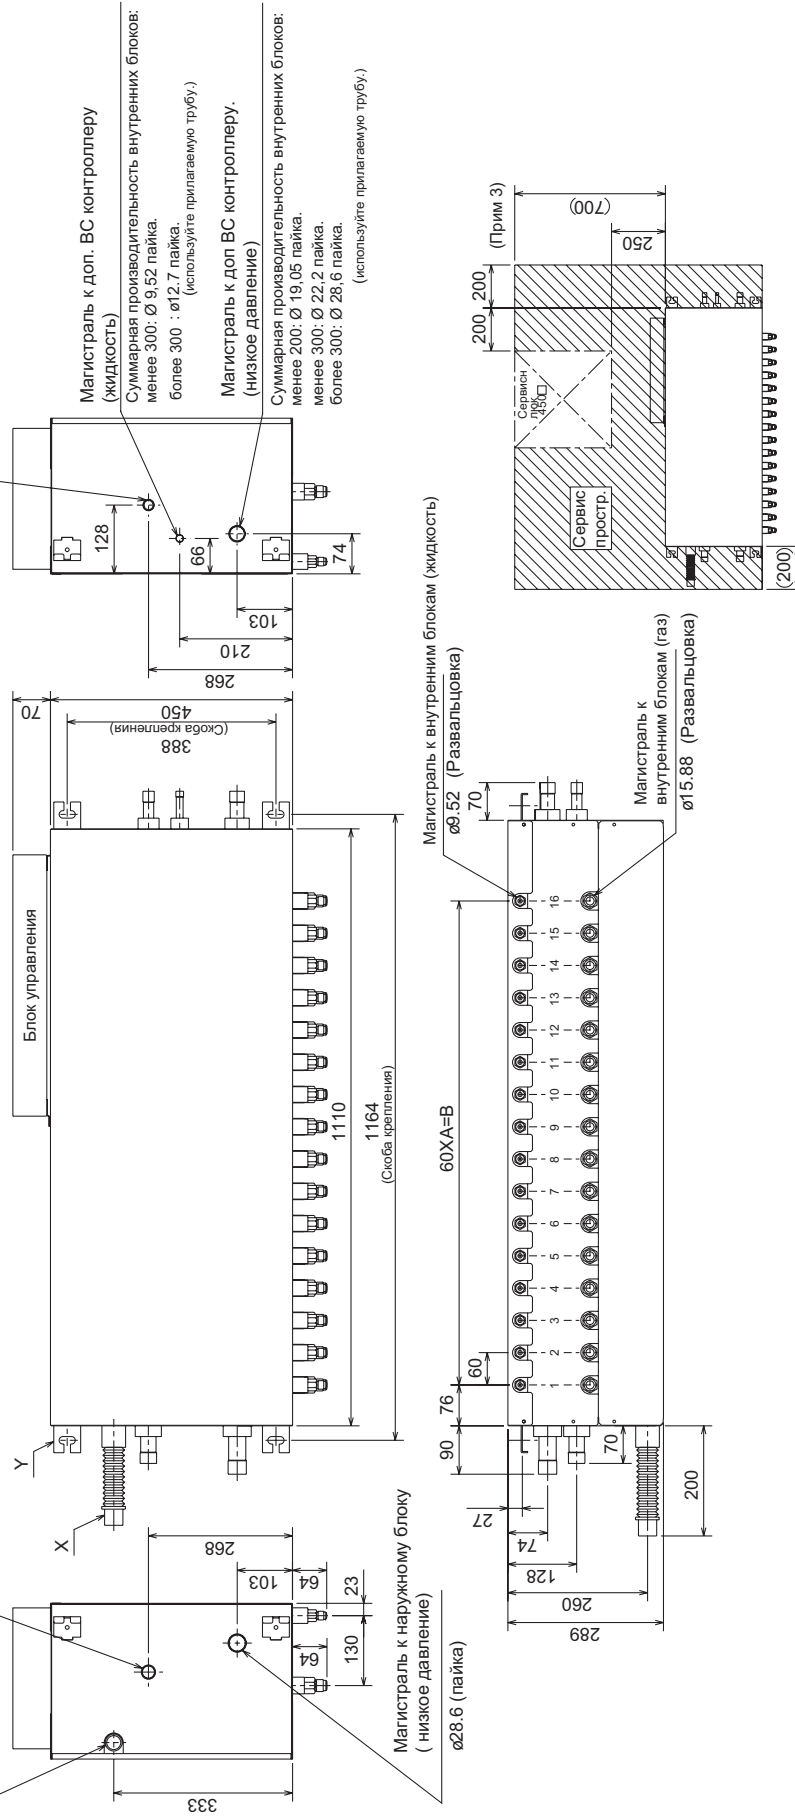 Магистраль к доп. ВС контроллеру
(жидкость)
Суммарная производительность внутренних блоков:
менее 300: Ø 9,52 пайка.
более 300 : ø12.7 пайка.
(используйте прилагаемую трубу.)
Магистраль к доп ВС контроллеру.
(низкое давление)
Суммарная производительность внутренних блоков:
менее 200: Ø 19,05 пайка.
менее 300: Ø 22,2 пайка.
более 300: Ø 28,6 пайка.
(используйте прилагаемую трубу.)
128
66
74
103
210
268
70
450
(Скоба крепления)
388
Блок управления
1110
1164
(Скоба крепления)
Y
X
268
103
64
23
64
130
333
Магистраль к наружному блоку
( низкое давление)
ø28.6 (пайка)
(Прим 3)
(700)
250
200
200
Сервисн
люк
450□
Сервис
простр.
(200)
Магистраль к внутренним блокам (жидкость)
ø9.52 (Развальцовка)
70
Магистраль к
внутренним блокам (газ)
ø15.88 (Развальцовка)
60XA=B
60
76
90
1 2 3 4 5 6 7 8 9 10 11 12 13 14 15 16
70
200
27
74
128
260
289